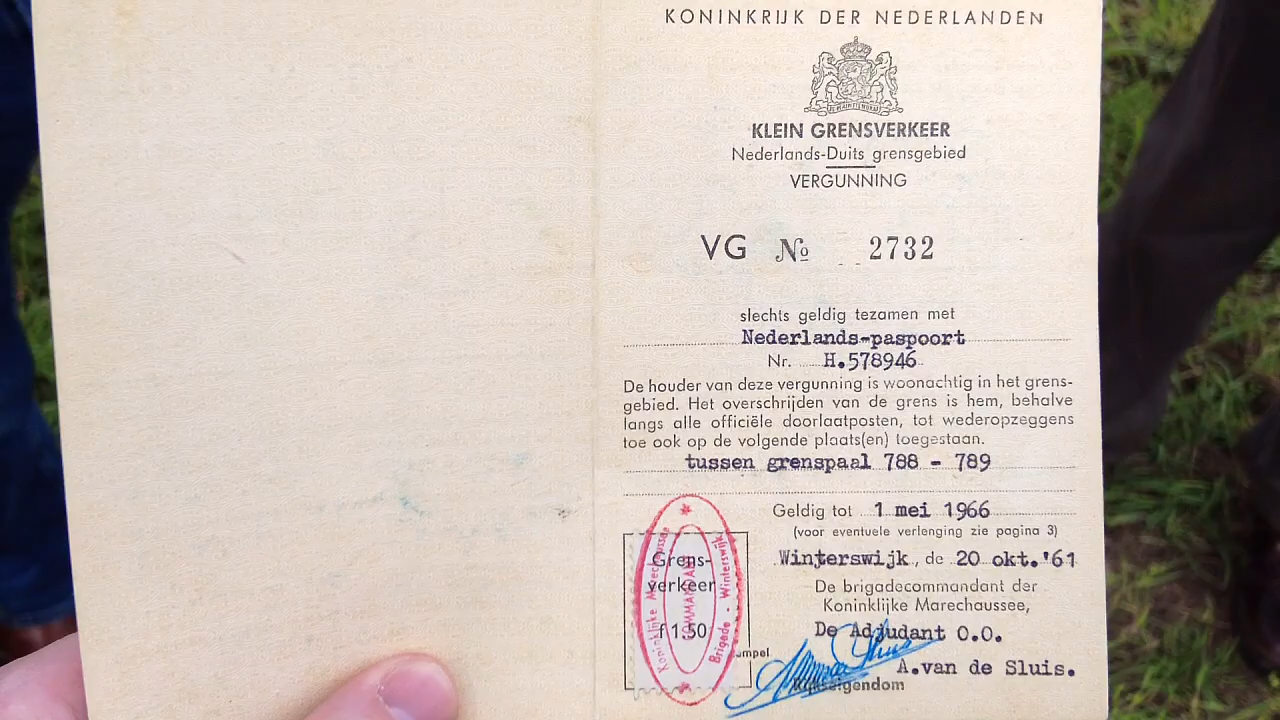 KONINKRIJK DER NEDERLANDEN
JE MAINTIENDRAI
KLEIN GRENSVERKEER
Nederlands-Duits grensgebied
VERGUNNING
VG № 2732
slechts geldig tezamen met
Nederlands-paspoort
Nr. H.578946
De houder van deze vergunning is woonachtig in het grens-
gebied. Het overschrijden van de grens is hem, behalve
langs alle officiële doorlaatposten, tot wederopzeggens
toe ook op de volgende plaats(en) toegestaan.
tussen grenspaal 788 - 789
Geldig tot 1 mei 1966
(voor eventuele verlenging zie pagina 3)
Winterswijk, de 20 okt.'61
De brigadecommandant der
Koninklijke Marechaussee,
De Adjudant O.O.
A.van de Sluis.
Rijkseigendom
Grens-
verkeer
f 1.50
Koninklijke Marechaussee
COMMANDANT
Brigade - Winterswijk